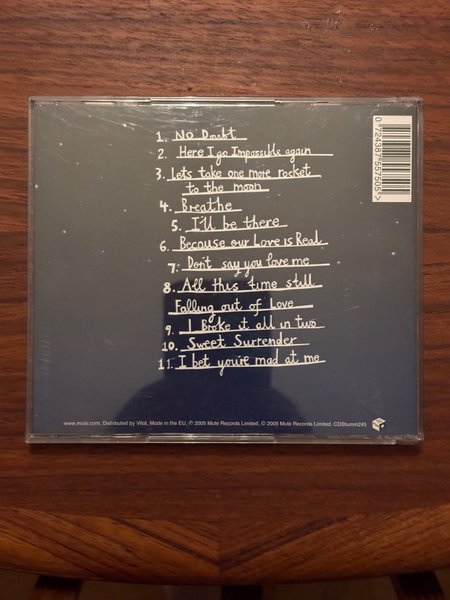 1. No Doubt
2. Here I go Impossible again
3. Lets take one more rocket
to the moon
4. Breathe
5. I'll be there
6. Because our Love is Real
7. Don't say you love me
8. All this time still
Falling out of Love
9. I Broke it all in two
10. Sweet Surrender
11. I bet you're mad at me
0724387557505>
www.mute.com, Distributed by Vital, Made in the EU, ℗ 2005 Mute Records Limited, © 2005 Mute Records Limited. CDStumm245